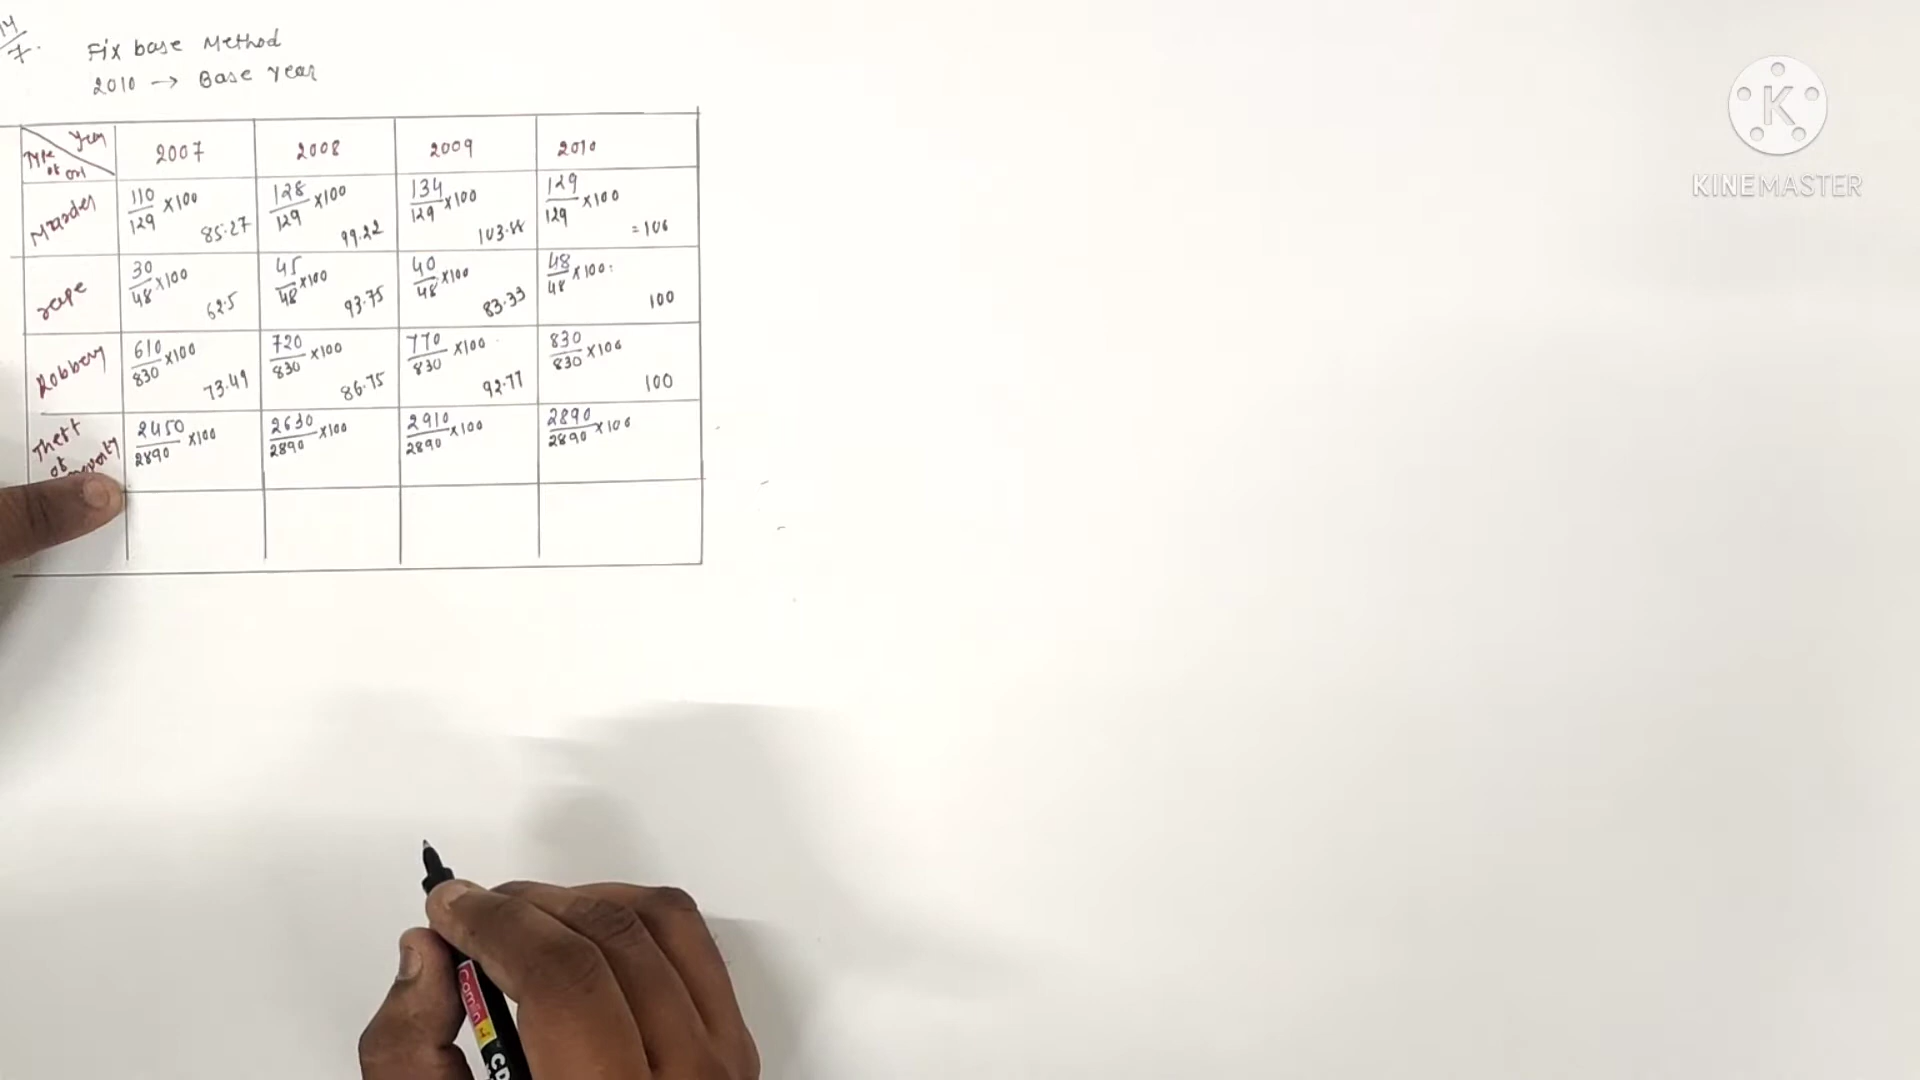 14/7.
Fix base Method
2010 → Base year
Year
Type of cri 2007 2008 2009 2010
Murder 110/129 ×100 85.27 128/129 ×100 99.22 134/129 ×100 103.88 129/129 ×100 =100
rape 30/48 ×100 62.5 45/48 ×100 93.75 40/48 ×100 83.33 48/48 ×100: 100
Robbery 610/830 ×100 73.49 720/830 ×100 86.75 770/830 ×100 92.77 830/830 ×100 100
Theft of 2450/2890 ×100 2630/2890 ×100 2910/2890 ×100 2890/2890 ×100
KINEMASTER
Camlin